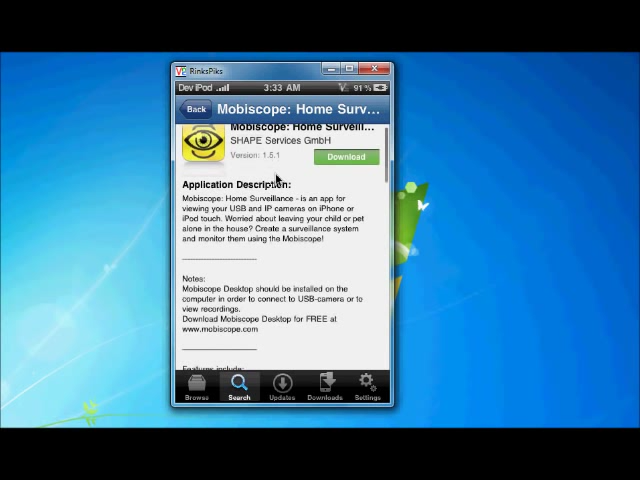 RinksPiks
Dev iPod
3:33 AM
91 %
Back
Mobiscope: Home Surv...
Mobiscope: Home Surveill...
SHAPE Services GmbH
Version: 1.5.1
Download
Application Description:
Mobiscope: Home Surveillance - is an app for
viewing your USB and IP cameras on iPhone or
iPod touch. Worried about leaving your child or pet
alone in the house? Create a surveillance system
and monitor them using the Mobiscope!
Notes:
Mobiscope Desktop should be installed on the
computer in order to connect to USB-camera or to
view recordings.
Download Mobiscope Desktop for FREE at
www.mobiscope.com
Features include:
Browse
Search
Updates
Downloads
Settings